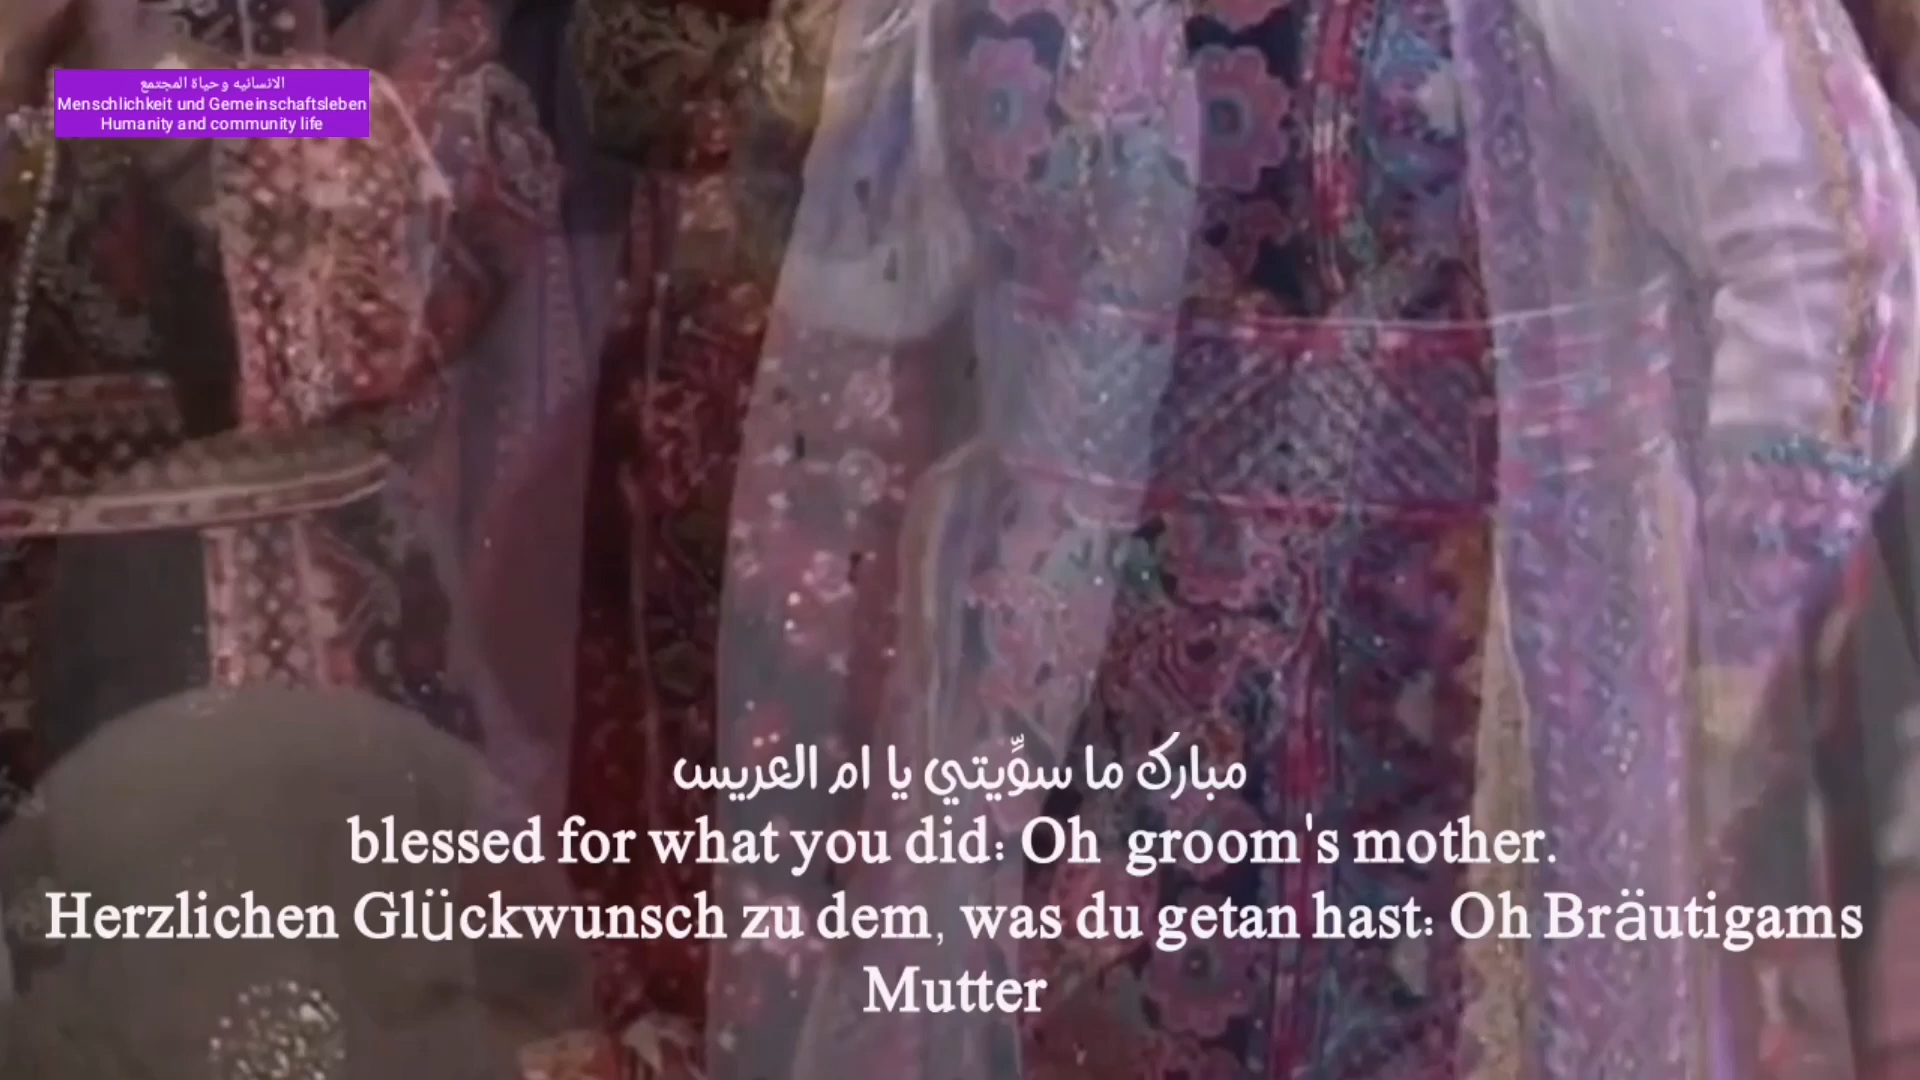 الانسانيه و حياة المجتمع
Menschlichkeit und Gemeinschaftsleben
Humanity and community life
مبارك ما سوِّيتي يا ام العريس
blessed for what you did: Oh groom's mother.
Herzlichen Glückwunsch zu dem, was du getan hast: Oh Bräutigams
Mutter